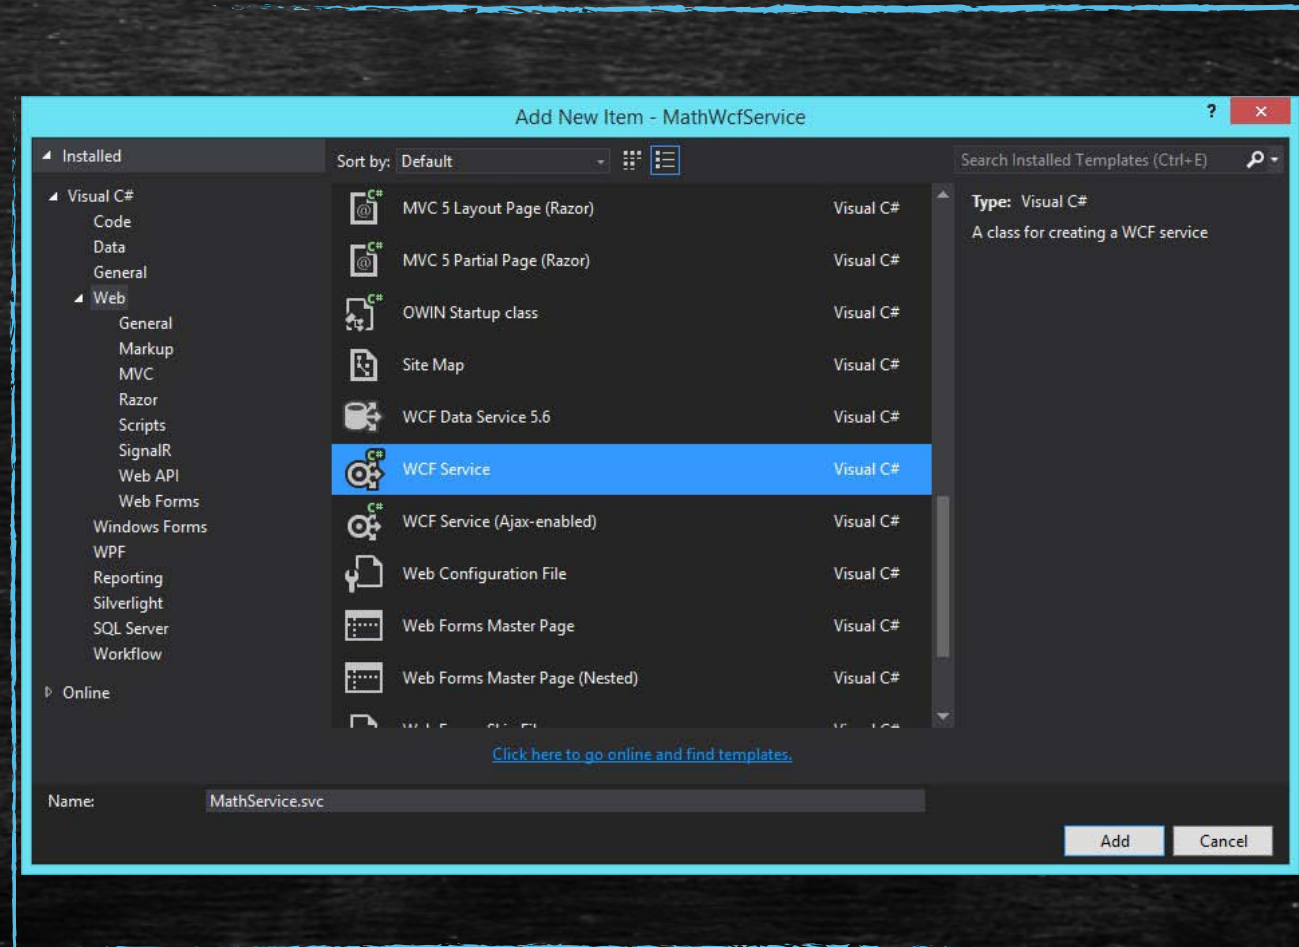 Add New Item - MathWcfService
?
Installed
Sort by: Default
Search Installed Templates (Ctrl+E)
Visual C#
Code
Data
General
Web
General
Markup
MVC
Razor
Scripts
SignalR
Web API
Web Forms
Windows Forms
WPF
Reporting
Silverlight
SQL Server
Workflow
Online
MVC 5 Layout Page (Razor) Visual C#
MVC 5 Partial Page (Razor) Visual C#
OWIN Startup class Visual C#
Site Map Visual C#
WCF Data Service 5.6 Visual C#
WCF Service Visual C#
WCF Service (Ajax-enabled) Visual C#
Web Configuration File Visual C#
Web Forms Master Page Visual C#
Web Forms Master Page (Nested) Visual C#
Type: Visual C#
A class for creating a WCF service
Click here to go online and find templates.
Name: MathService.svc
Add Cancel